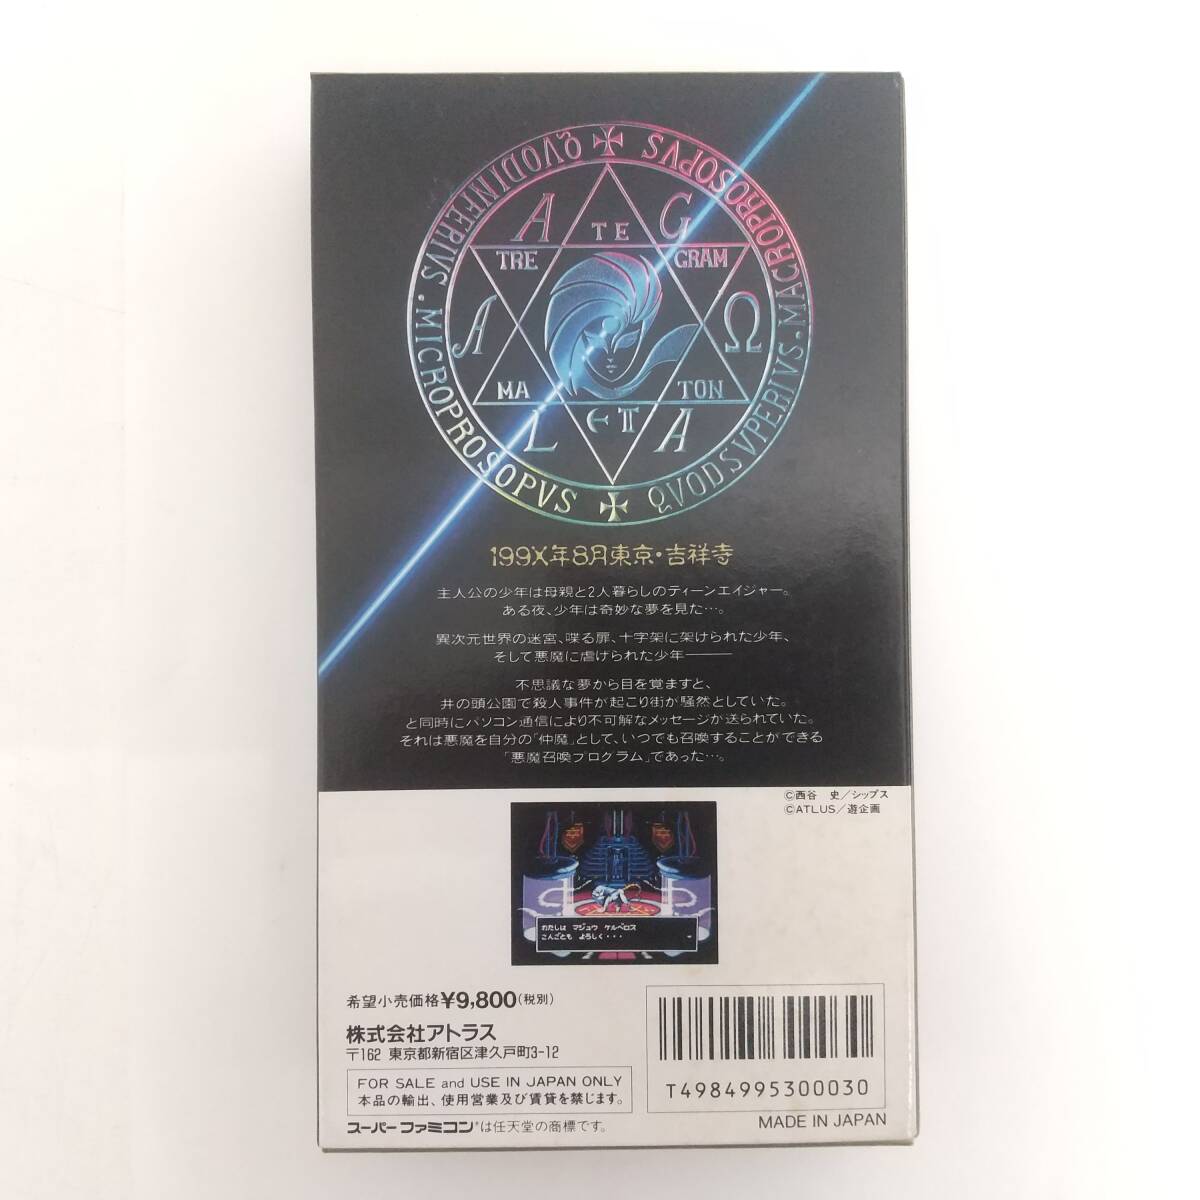 QVODINFERIVS . MICROPROSOPVS ✠ QVODSVPERIVS . MACROPROSOPVS ✠
A TE G
TRE GRAM
A Ω
MA TON
L ETT A
199X年8月東京・吉祥寺
主人公の少年は母親と2人暮らしのティーンエイジャー。
ある夜、少年は奇妙な夢を見た…。
異次元世界の迷宮、喋る扉、十字架に架けられた少年、
そして悪魔に虐げられた少年———
不思議な夢から目を覚ますと、
井の頭公園で殺人事件が起こり街が騒然としていた。
と同時にパソコン通信により不可解なメッセージが送られていた。
それは悪魔を自分の「仲魔」として、いつでも召喚することができる
「悪魔召喚プログラム」であった…。
©西谷 史／シップス
©ATLUS／遊企画
わたしは マジュウ ケルベロス
こんごとも よろしく・・・
希望小売価格¥9,800(税別)
株式会社アトラス
〒162 東京都新宿区津久戸町3-12
FOR SALE and USE IN JAPAN ONLY
本品の輸出、使用営業及び賃貸を禁じます。
スーパーファミコン®は任天堂の商標です。
T4984995300030
MADE IN JAPAN